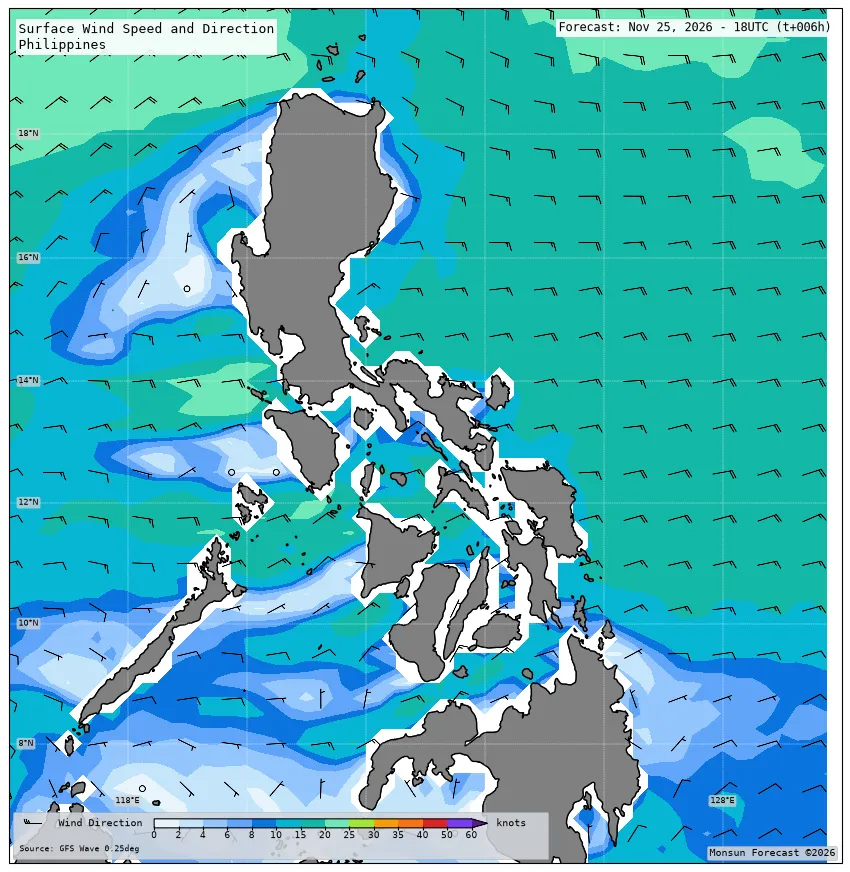 Surface Wind Speed and Direction
Philippines
Forecast: Nov 25, 2026 - 18UTC (t+006h)
18°N
16°N
14°N
12°N
10°N
8°N
118°E
128°E
Wind Direction
0 2 4 6 8 10 15 20 25 30 35 40 50 60
knots
Source: GFS Wave 0.25deg
Monsun Forecast ©2026